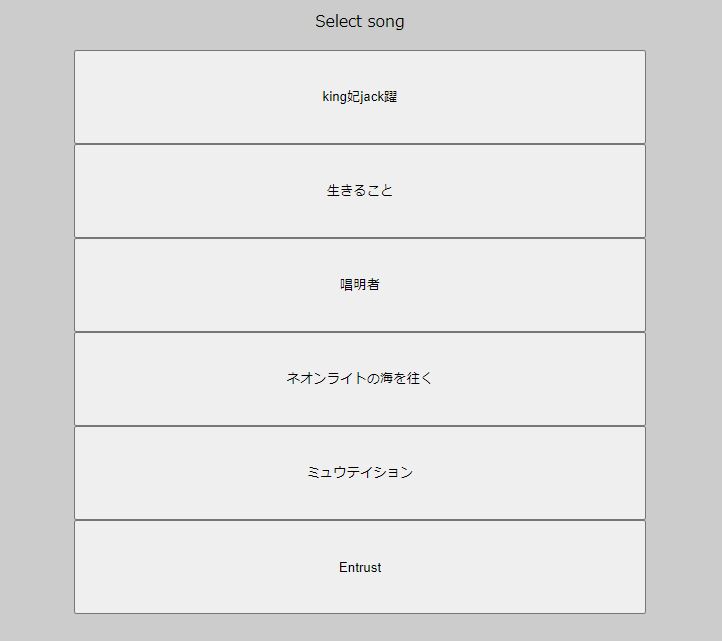 Select song
king妃jack躍
生きること
唱明者
ネオンライトの海を往く
ミュウテイション
Entrust